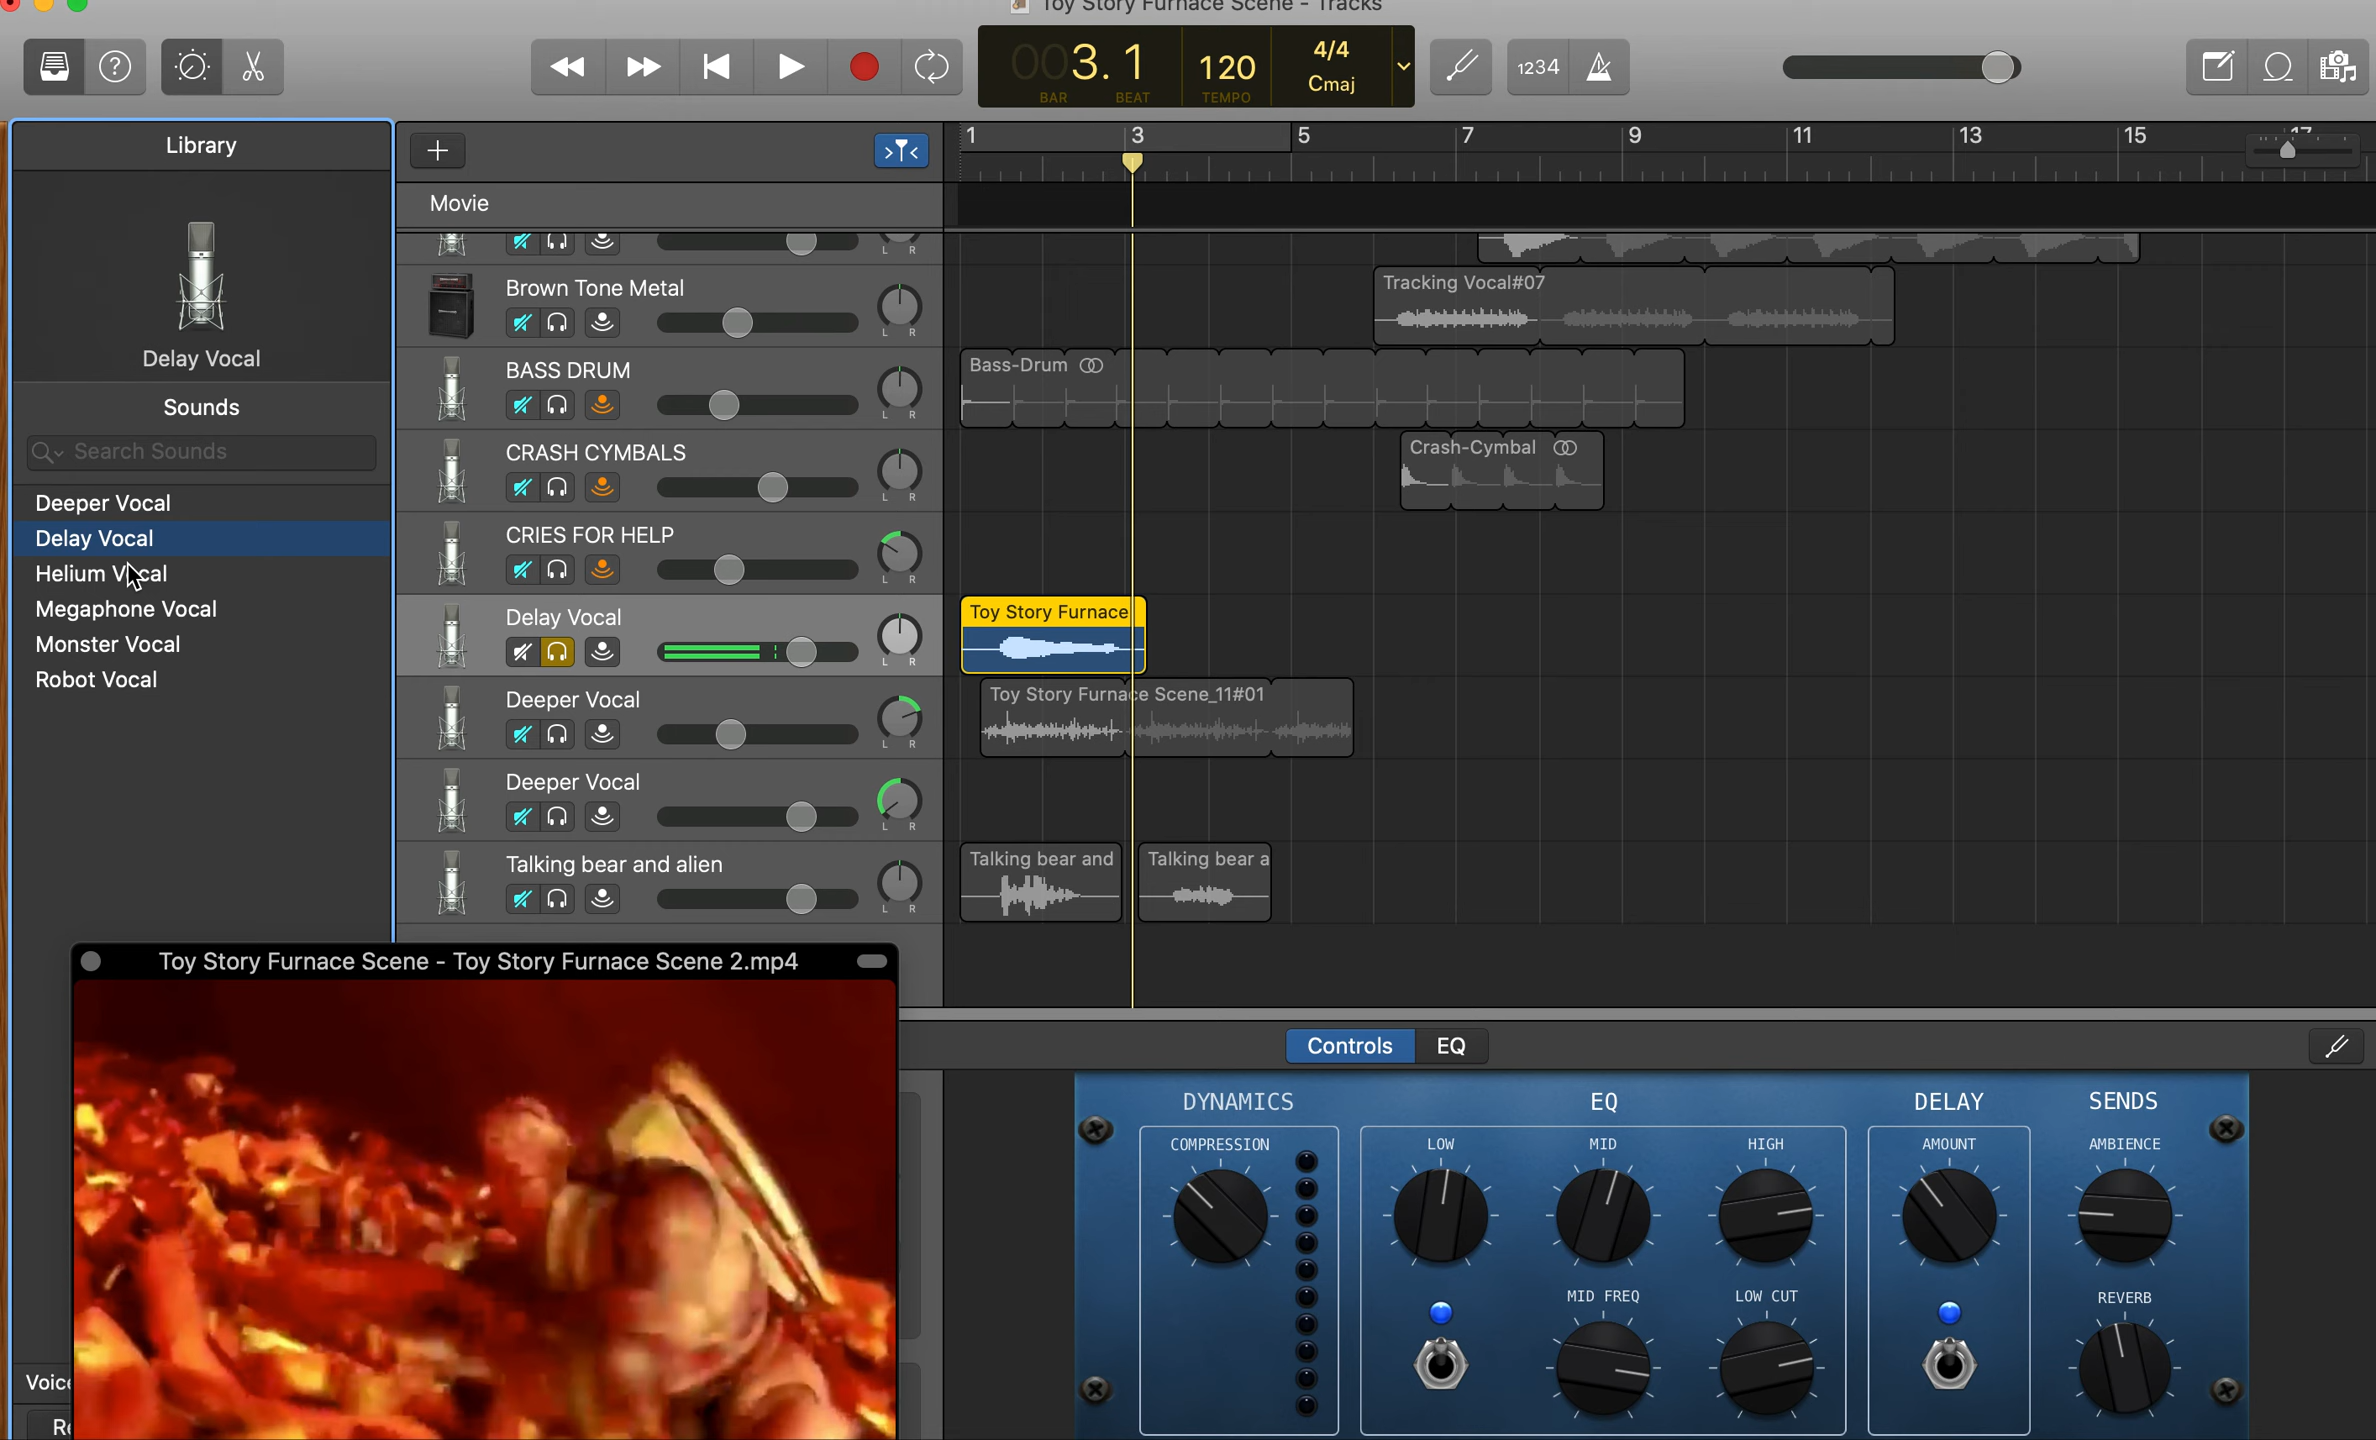 Toy Story Furnace Scene - Tracks
003. 1
BAR
BEAT
120
TEMPO
4/4
Cmaj
1234
Library
Delay Vocal
Sounds
Search Sounds
Deeper Vocal
Delay Vocal
Helium Vocal
Megaphone Vocal
Monster Vocal
Robot Vocal
1
3
5
7
9
11
13
15
17
Movie
L R
Brown Tone Metal
L R
Tracking Vocal#07
BASS DRUM
L R
Bass-Drum
CRASH CYMBALS
L R
Crash-Cymbal
CRIES FOR HELP
L R
Delay Vocal
L R
Toy Story Furnace
Deeper Vocal
L R
Toy Story Furnace Scene_11#01
Deeper Vocal
L R
Talking bear and alien
L R
Talking bear and
Talking bear a
Toy Story Furnace Scene - Toy Story Furnace Scene 2.mp4
Voice
Re
Controls
EQ
DYNAMICS
COMPRESSION
EQ
LOW
MID
HIGH
MID FREQ
LOW CUT
DELAY
AMOUNT
SENDS
AMBIENCE
REVERB